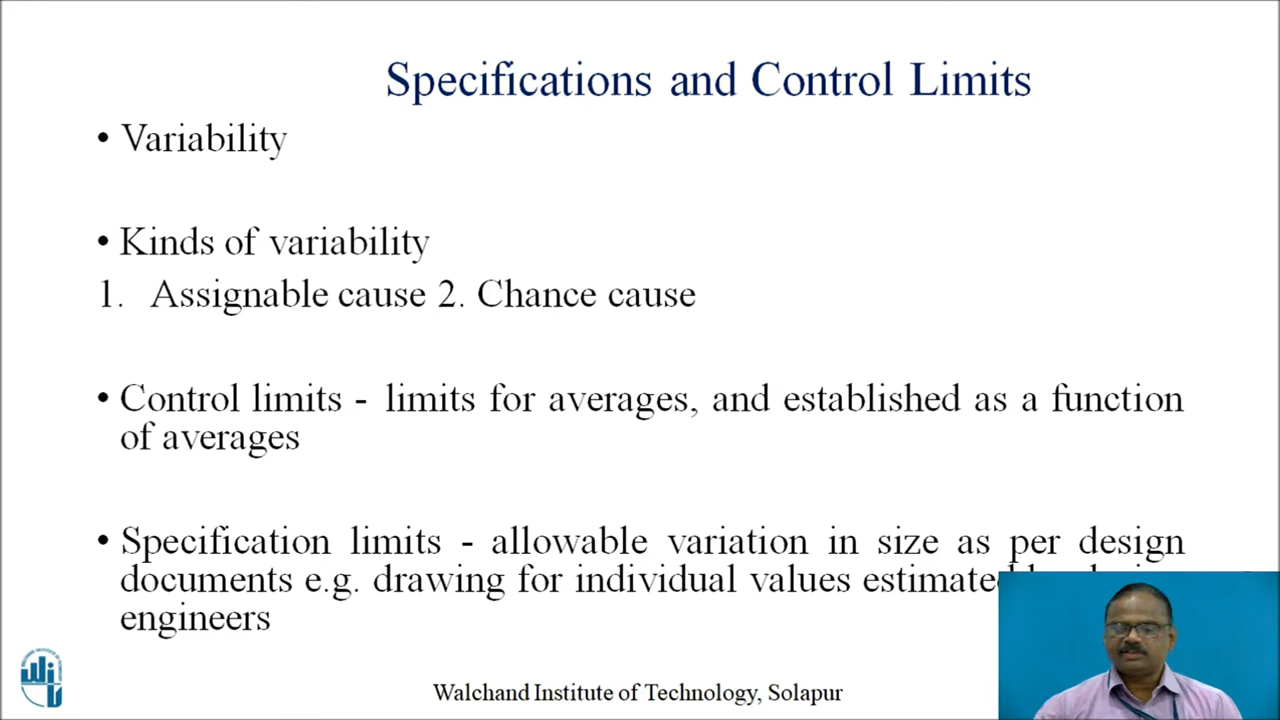 Specifications and Control Limits
• Variability
• Kinds of variability
1. Assignable cause 2. Chance cause
• Control limits - limits for averages, and established as a function
of averages
• Specification limits - allowable variation in size as per design
documents e.g. drawing for individual values estimated
engineers
Walchand Institute of Technology, Solapur